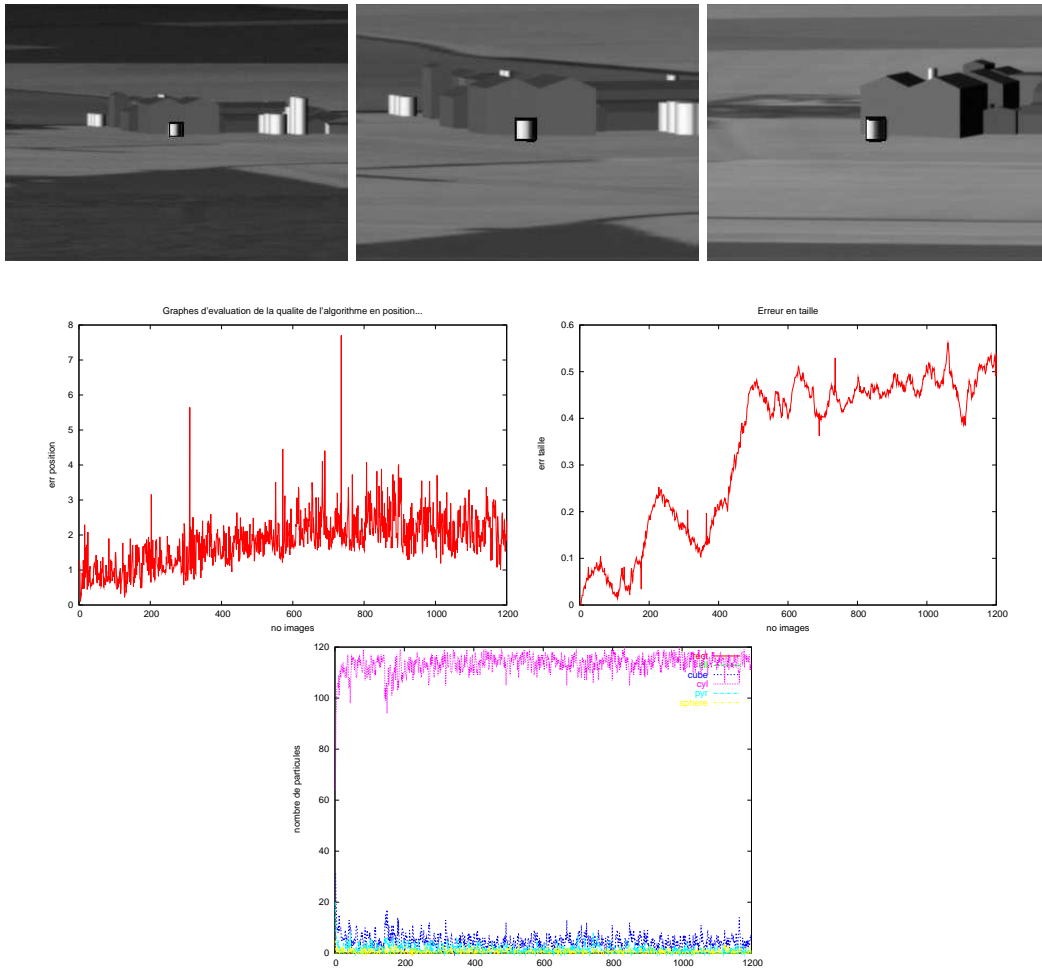 Graphes d'evaluation de la qualite de l'algorithme en position...
8
7
6
5
4
3
2
1
0
err position
0 200 400 600 800 1000 1200
no images
Erreur en taille
0.6
0.5
0.4
0.3
0.2
0.1
0
err taille
0 200 400 600 800 1000 1200
no images
120
100
80
60
40
20
0
nombre de particules
cube
cyl
pyr
sphere
0 200 400 600 800 1000 1200